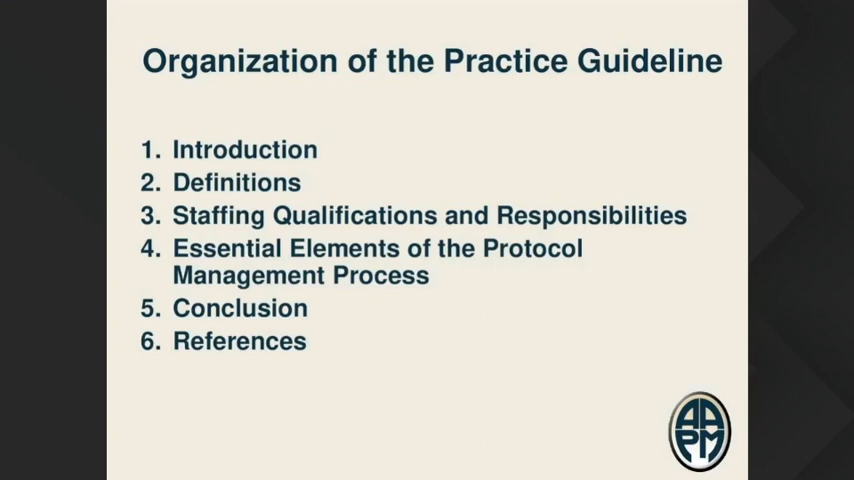 Organization of the Practice Guideline
1. Introduction
2. Definitions
3. Staffing Qualifications and Responsibilities
4. Essential Elements of the Protocol
Management Process
5. Conclusion
6. References
AAPM